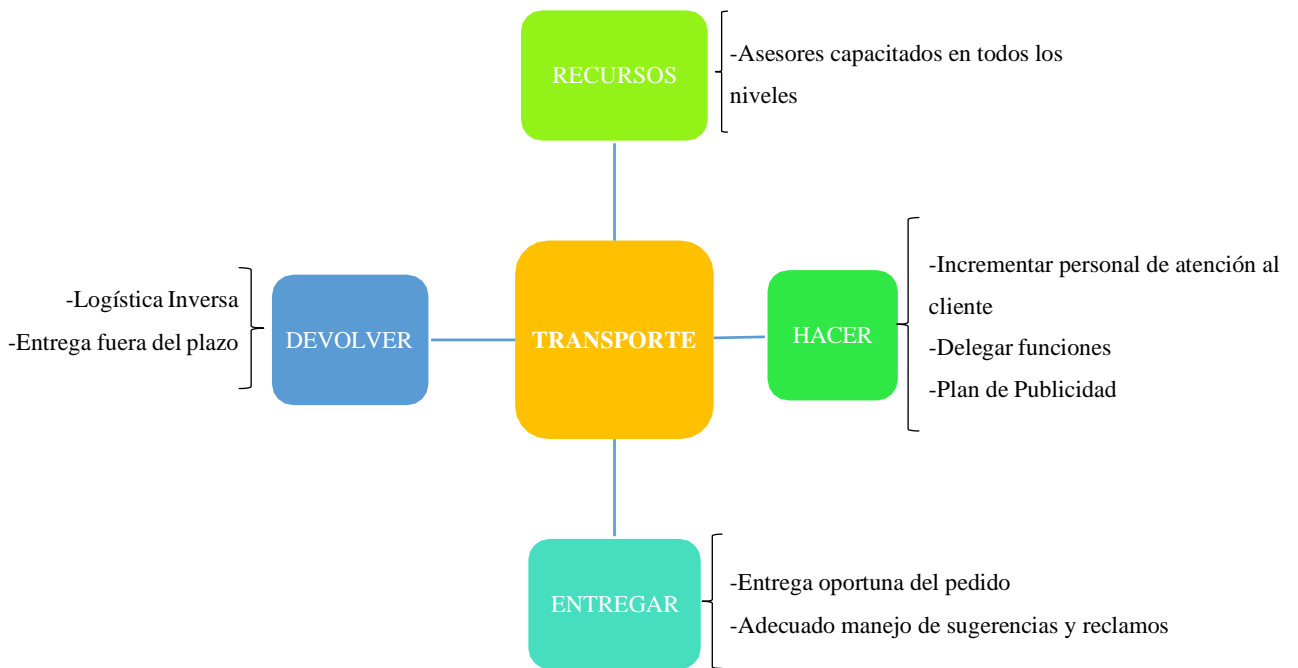 RECURSOS
-Asesores capacitados en todos los
niveles
DEVOLVER
-Logística Inversa
-Entrega fuera del plazo
TRANSPORTE
HACER
-Incrementar personal de atención al
cliente
-Delegar funciones
-Plan de Publicidad
ENTREGAR
-Entrega oportuna del pedido
-Adecuado manejo de sugerencias y reclamos